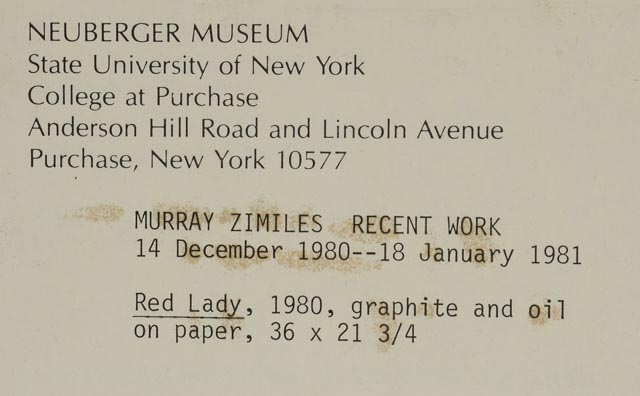 NEUBERGER MUSEUM
State University of New York
College at Purchase
Anderson Hill Road and Lincoln Avenue
Purchase, New York 10577
MURRAY ZIMILES  RECENT WORK
14 December 1980--18 January 1981
Red Lady, 1980, graphite and oil
on paper, 36 x 21 3/4